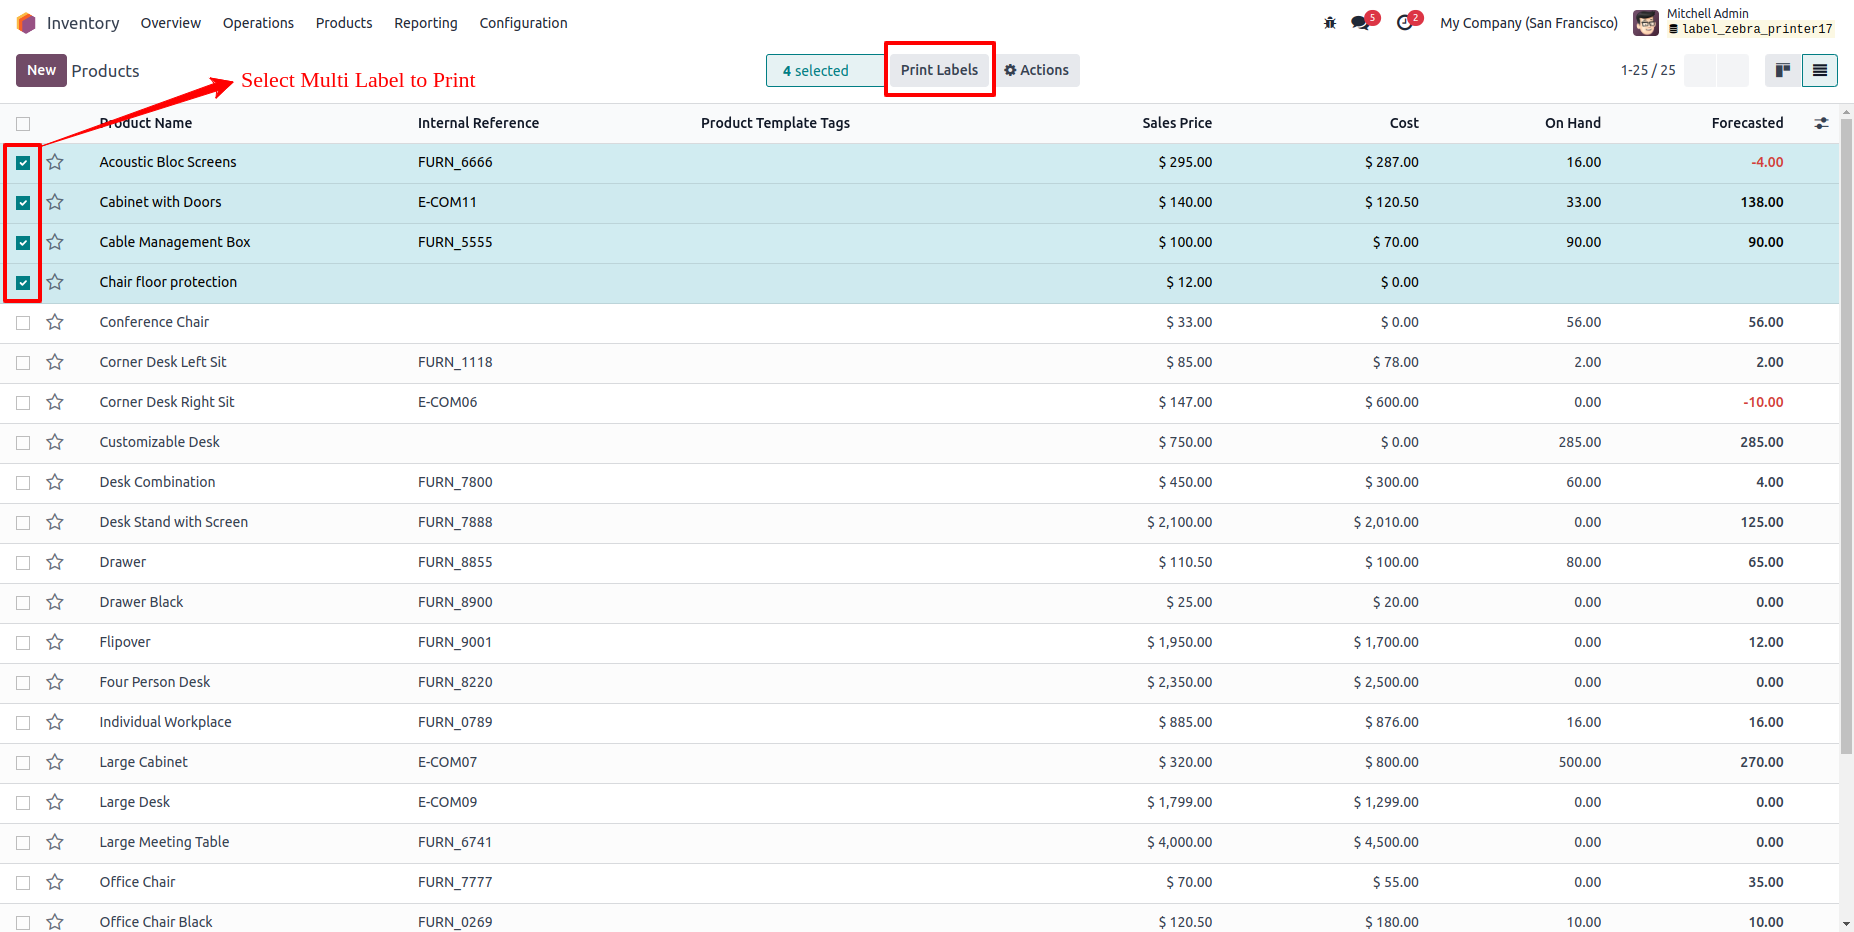 Inventory Overview Operations Products Reporting Configuration 5 2 My Company (San Francisco) Mitchell Admin
label_zebra_printer17
New Products Select Multi Label to Print 4 selected Print Labels Actions 1-25 / 25
Product Name Internal Reference Product Template Tags Sales Price Cost On Hand Forecasted
Acoustic Bloc Screens FURN_6666 $ 295.00 $ 287.00 16.00 -4.00
Cabinet with Doors E-COM11 $ 140.00 $ 120.50 33.00 138.00
Cable Management Box FURN_5555 $ 100.00 $ 70.00 90.00 90.00
Chair floor protection $ 12.00 $ 0.00
Conference Chair $ 33.00 $ 0.00 56.00 56.00
Corner Desk Left Sit FURN_1118 $ 85.00 $ 78.00 2.00 2.00
Corner Desk Right Sit E-COM06 $ 147.00 $ 600.00 0.00 -10.00
Customizable Desk $ 750.00 $ 0.00 285.00 285.00
Desk Combination FURN_7800 $ 450.00 $ 300.00 60.00 4.00
Desk Stand with Screen FURN_7888 $ 2,100.00 $ 2,010.00 0.00 125.00
Drawer FURN_8855 $ 110.50 $ 100.00 80.00 65.00
Drawer Black FURN_8900 $ 25.00 $ 20.00 0.00 0.00
Flipover FURN_9001 $ 1,950.00 $ 1,700.00 0.00 12.00
Four Person Desk FURN_8220 $ 2,350.00 $ 2,500.00 0.00 0.00
Individual Workplace FURN_0789 $ 885.00 $ 876.00 16.00 16.00
Large Cabinet E-COM07 $ 320.00 $ 800.00 500.00 270.00
Large Desk E-COM09 $ 1,799.00 $ 1,299.00 0.00 0.00
Large Meeting Table FURN_6741 $ 4,000.00 $ 4,500.00 0.00 0.00
Office Chair FURN_7777 $ 70.00 $ 55.00 0.00 35.00
Office Chair Black FURN_0269 $ 120.50 $ 180.00 10.00 10.00